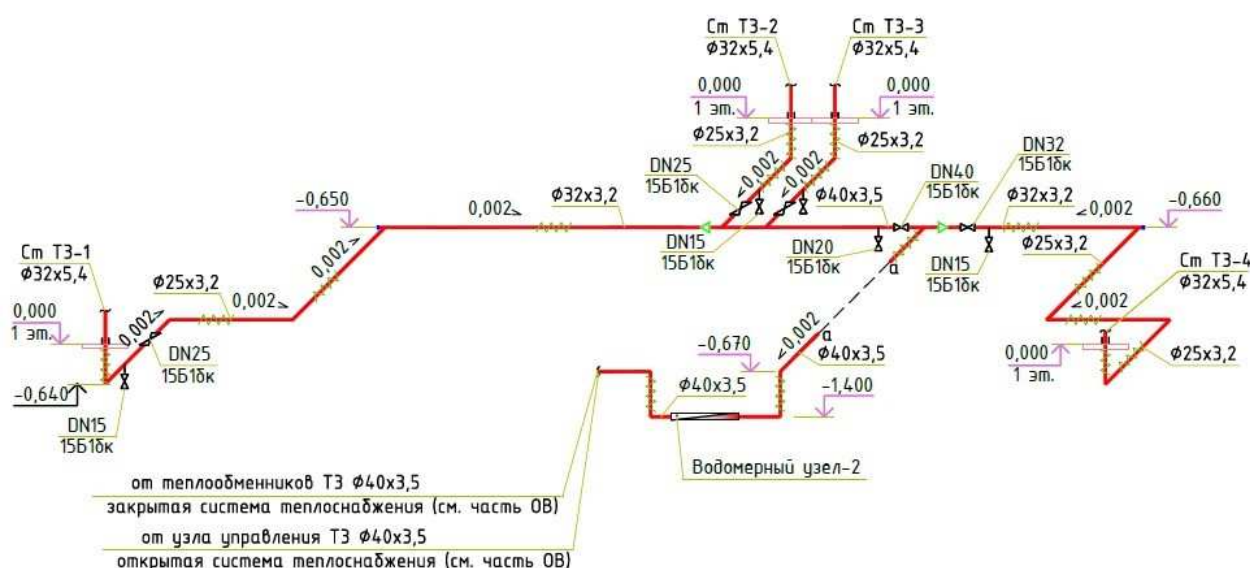 Ст Т3-2
Ф32х5,4
Ст Т3-3
Ф32х5,4
0,000
1 эт.
0,000
1 эт.
Ф25х3,2
Ф25х3,2
DN32
15Б1бк
DN25
15Б1бк
0,002
0,002
DN40
15Б1бк
-0,650
0,002
Ф32х3,2
Ф40х3,5
Ф32х3,2
0,002
-0,660
Ст Т3-1
Ф32х5,4
0,002
DN15
15Б1бк
DN20
15Б1бк
а
DN15
15Б1бк
Ф25х3,2
Ст Т3-4
Ф32х5,4
Ф25х3,2
0,002
0,002
0,000
1 эт.
0,002
DN25
15Б1бк
-0,670
0,002
а
Ф40х3,5
0,000
1 эт.
Ф25х3,2
-0,640
DN15
15Б1бк
Ф40х3,5
-1,400
Водомерный узел-2
от теплообменников Т3 Ф40х3,5
закрытая система теплоснабжения (см. часть ОВ)
от узла управления Т3 Ф40х3,5
открытая система теплоснабжения (см. часть ОВ)